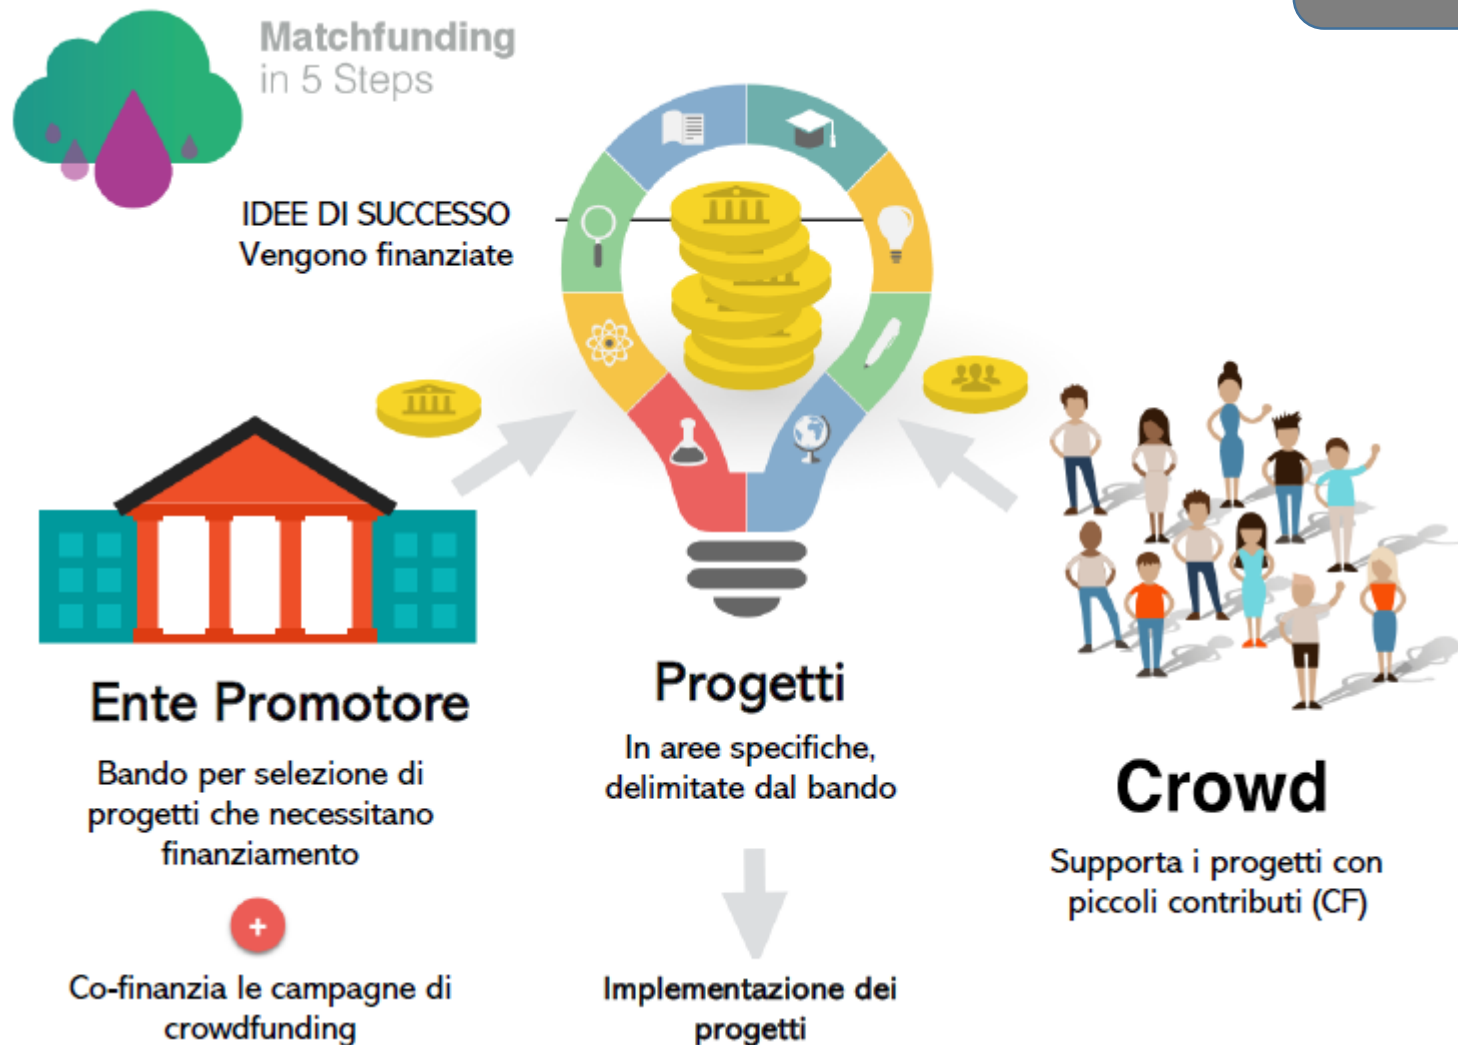 Matchfunding
in 5 Steps
IDEE DI SUCCESSO
Vengono finanziate
Ente Promotore
Bando per selezione di
progetti che necessitano
finanziamento
+
Co-finanzia le campagne di
crowdfunding
Progetti
In aree specifiche,
delimitate dal bando
Implementazione dei
progetti
Crowd
Supporta i progetti con
piccoli contributi (CF)